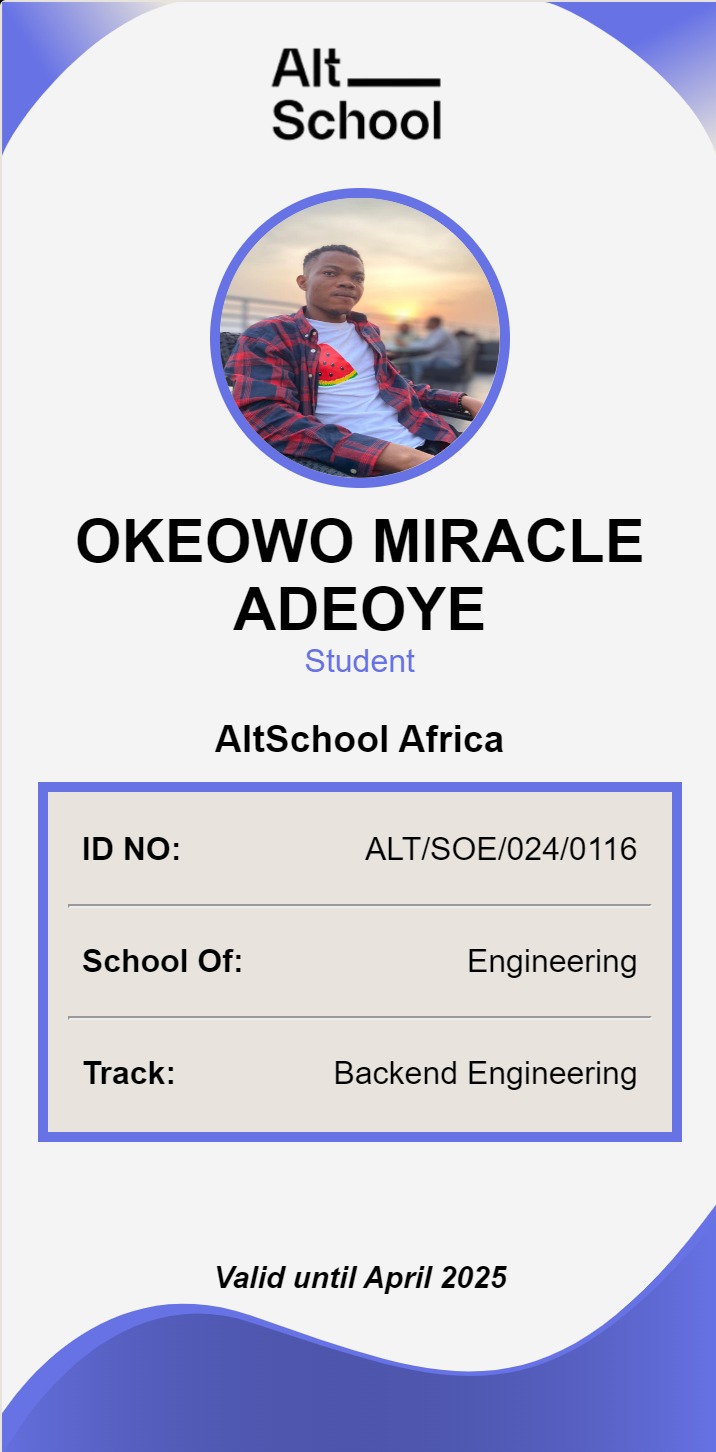 Alt
School
OKEOWO MIRACLE
ADEOYE
Student
AltSchool Africa
ID NO: ALT/SOE/024/0116
School Of: Engineering
Track: Backend Engineering
Valid until April 2025